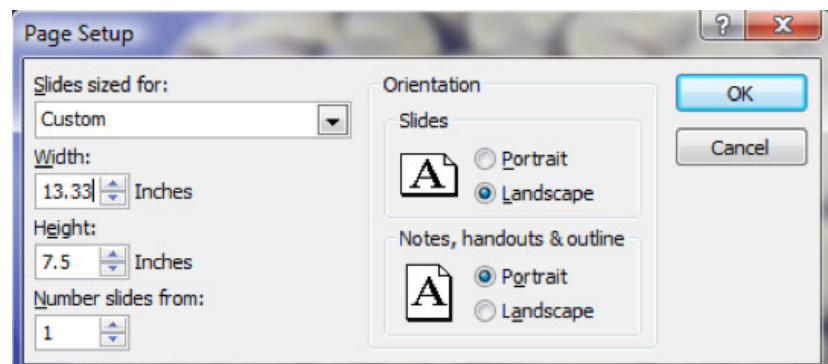 Page Setup
Slides sized for:
Custom
Width:
13.33 Inches
Height:
7.5 Inches
Number slides from:
1
Orientation
Slides
A
Portrait
Landscape
Notes, handouts & outline
A
Portrait
Landscape
?
OK
Cancel